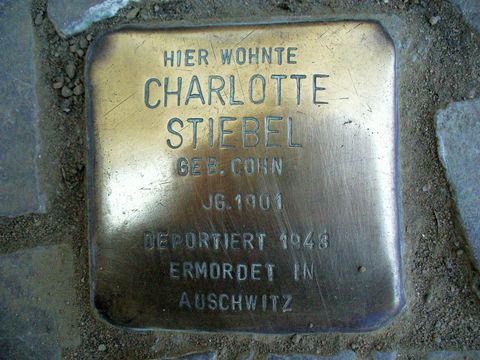 HIER WOHNTE
CHARLOTTE
STIEBEL
GEB. COHN
JG. 1901
DEPORTIERT 1943
ERMORDET IN
AUSCHWITZ